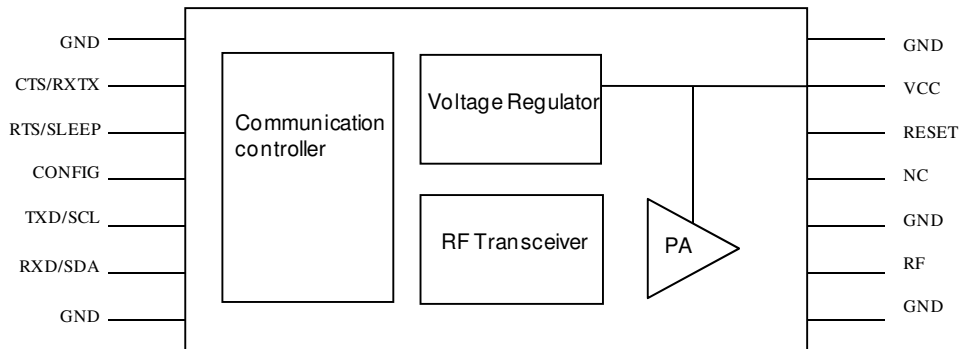 GND
CTS/RXTX
RTS/SLEEP
CONFIG
TXD/SCL
RXD/SDA
GND
Communication
controller
Voltage Regulator
RF Transceiver
PA
GND
VCC
RESET
NC
GND
RF
GND